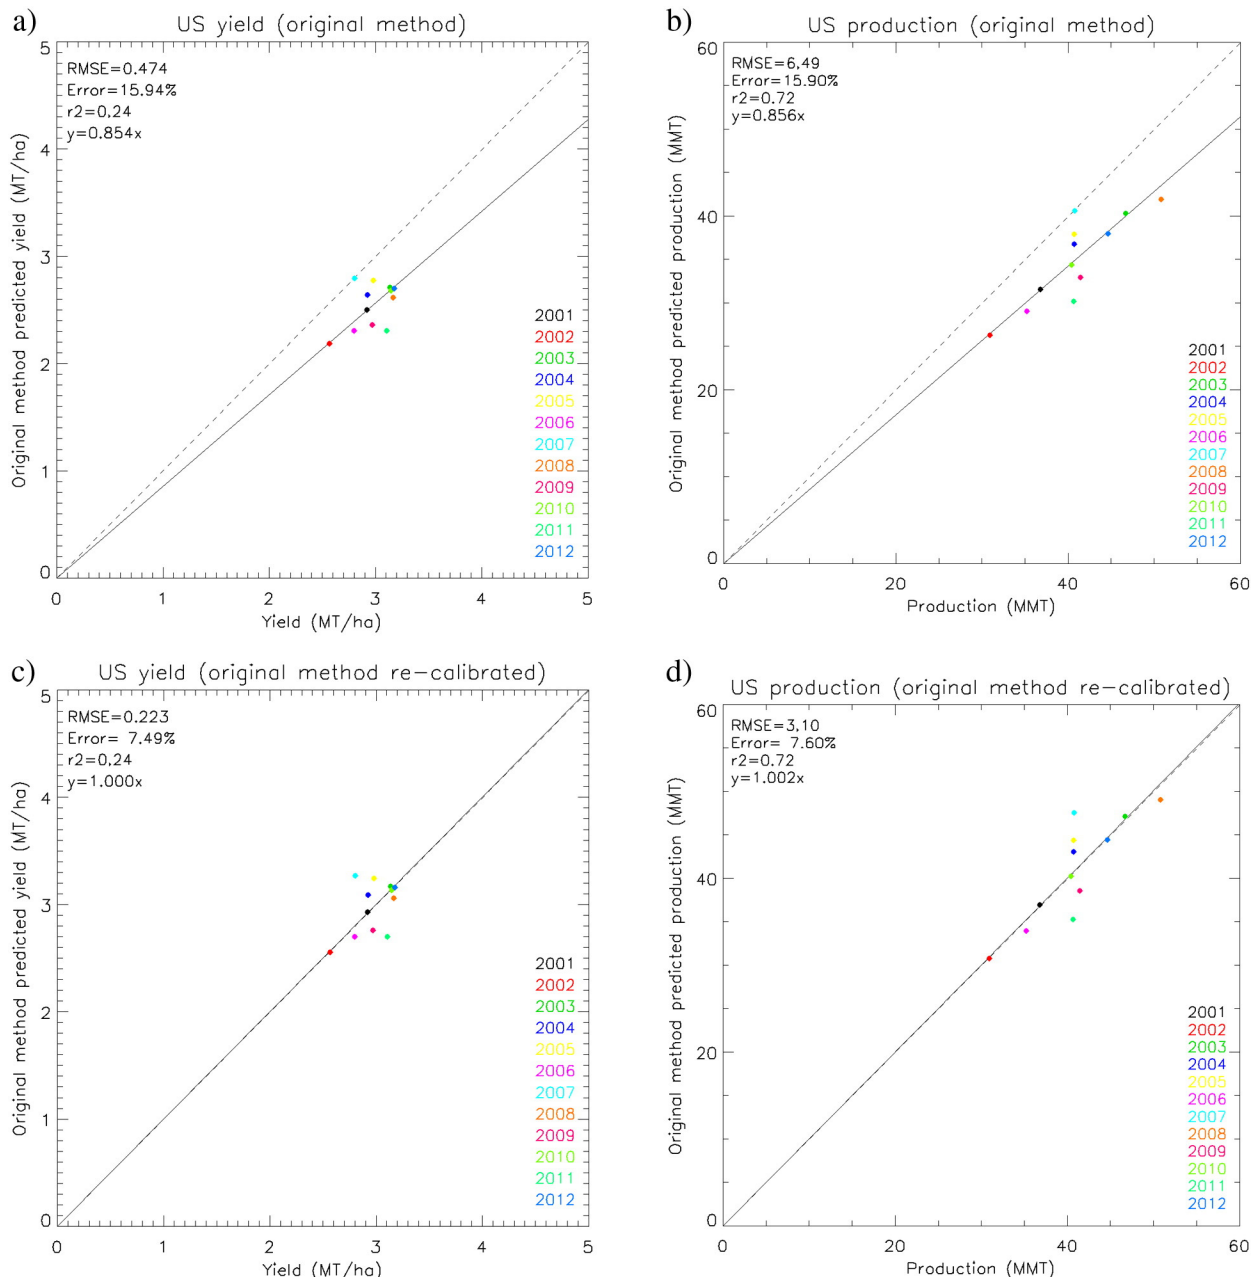 a)
US yield (original method)
RMSE=0.474
Error=15.94%
r2=0.24
y=0.854x
Original method predicted yield (MT/ha)
5
4
3
2
1
0
2001
2002
2003
2004
2005
2006
2007
2008
2009
2010
2011
2012
0 1 2 3 4 5
Yield (MT/ha)
b)
US production (original method)
RMSE=6.49
Error=15.90%
r2=0.72
y=0.856x
Original method predicted production (MMT)
60
40
20
0
2001
2002
2003
2004
2005
2006
2007
2008
2009
2010
2011
2012
0 20 40 60
Production (MMT)
c)
US yield (original method re-calibrated)
RMSE=0.223
Error= 7.49%
r2=0.24
y=1.000x
Original method predicted yield (MT/ha)
5
4
3
2
1
0
2001
2002
2003
2004
2005
2006
2007
2008
2009
2010
2011
2012
0 1 2 3 4 5
Yield (MT/ha)
d)
US production (original method re-calibrated)
RMSE=3.10
Error= 7.60%
r2=0.72
y=1.002x
Original method predicted production (MMT)
60
40
20
0
2001
2002
2003
2004
2005
2006
2007
2008
2009
2010
2011
2012
0 20 40 60
Production (MMT)